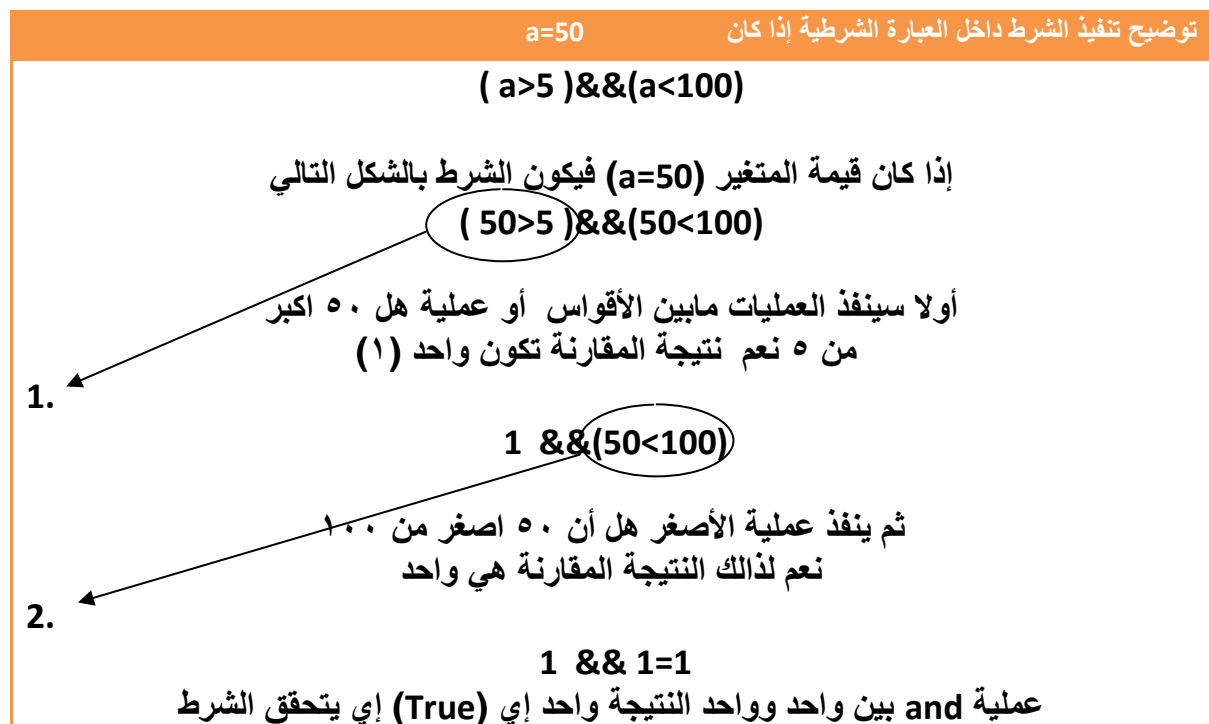 توضيح تنفيذ الشرط داخل العبارة الشرطية إذا كان a=50
( a>5 )&&(a<100)
إذا كان قيمة المتغير (a=50) فيكون الشرط بالشكل التالي
( 50>5 )&&(50<100)
أولا سينفذ العمليات مابين الأقواس أو عملية هل ٥٠ اكبر
من ٥ نعم نتيجة المقارنة تكون واحد (١)
1.
1 &&(50<100)
ثم ينفذ عملية الأصغر هل أن ٥٠ اصغر من ١٠٠
نعم لذالك النتيجة المقارنة هي واحد
2.
1 && 1=1
عملية and بين واحد وواحد النتيجة واحد إي (True) إي يتحقق الشرط